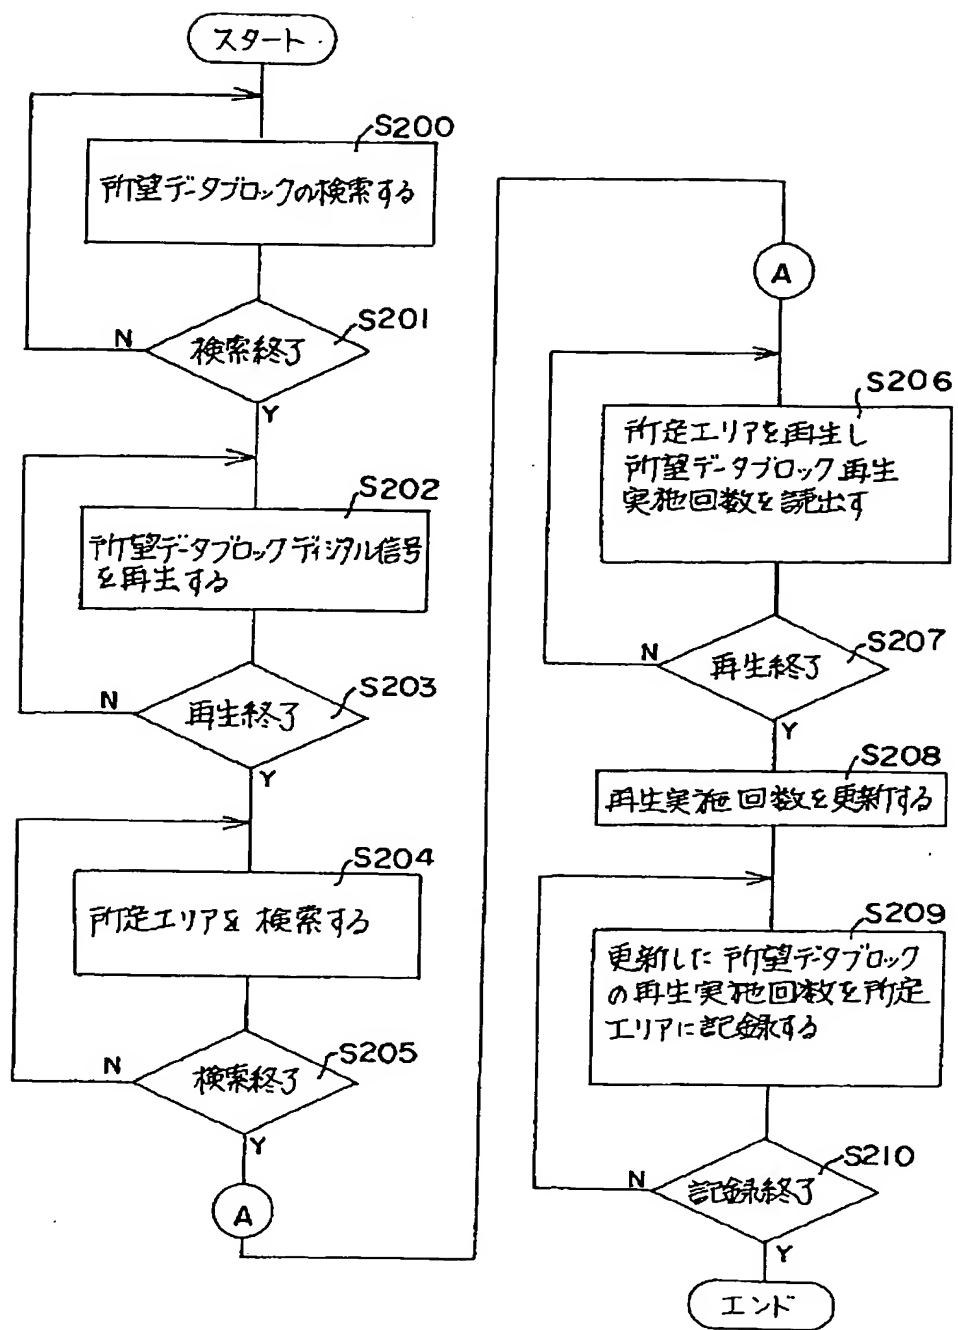 スタート
S200
所望データブロックの検索する
S201
検索終了
N
Y
S202
所望データブロックディジタル信号
を再生する
S203
再生終了
N
Y
S204
所定エリアを検索する
S205
検索終了
N
Y
A
A
S206
所定エリアを再生し
所望データブロック再生
実施回数を読出す
S207
再生終了
N
Y
S208
再生実施回数を更新する
S209
更新した所望データブロック
の再生実施回数を所定
エリアに記録する
S210
記録終了
N
Y
エンド